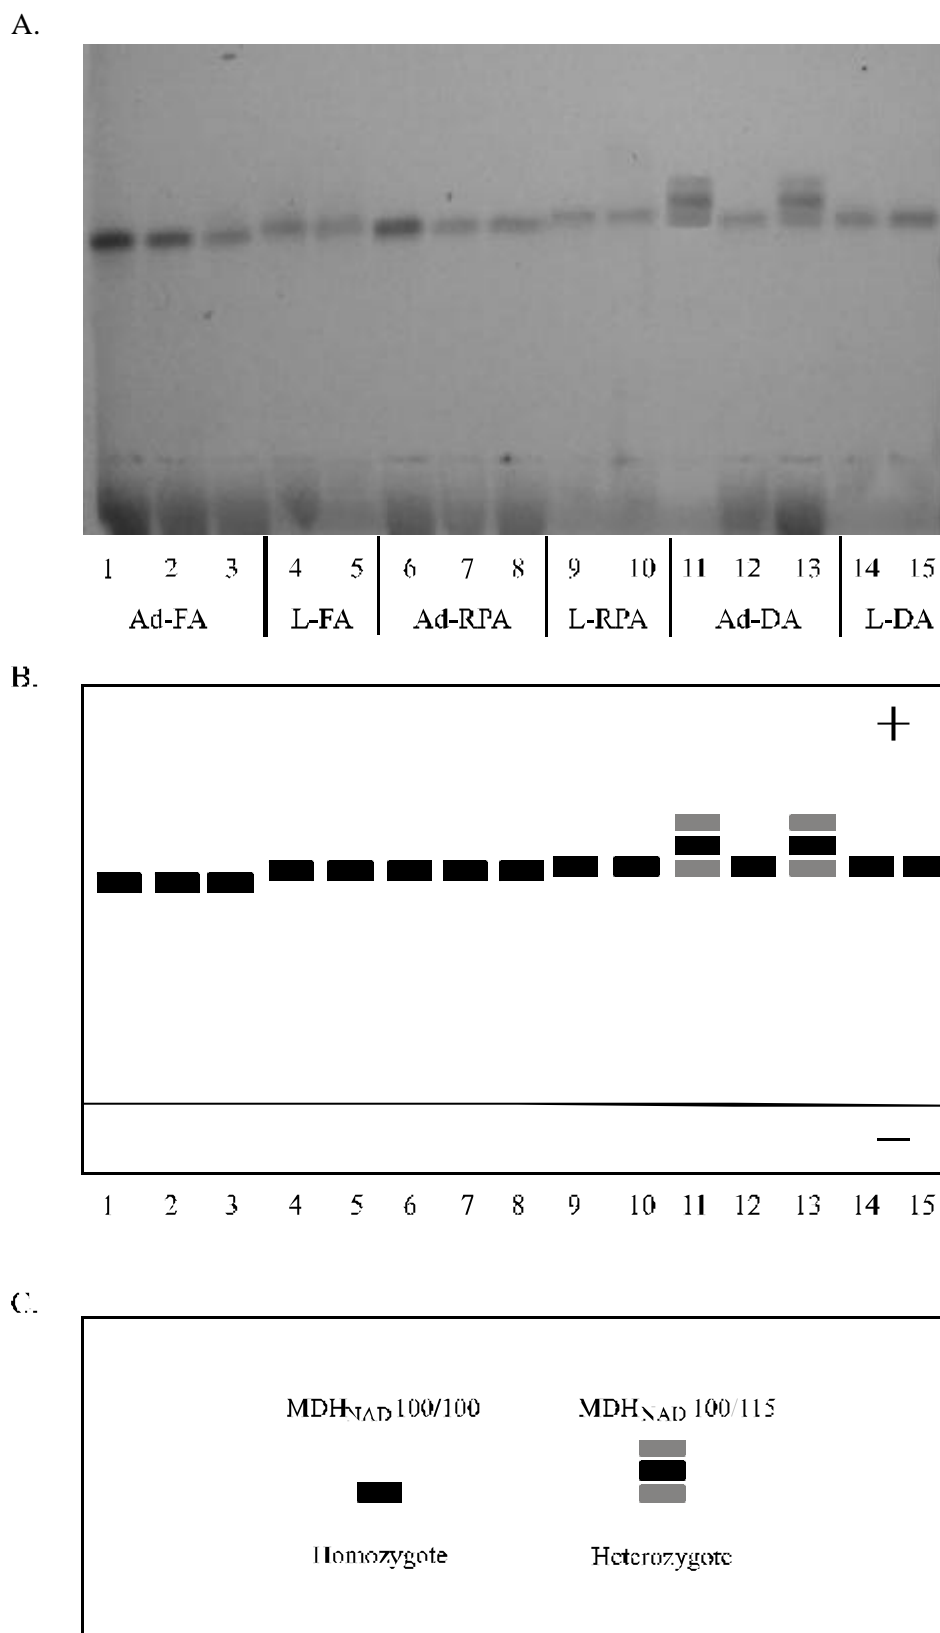 A.
1 2 3 4 5 6 7 8 9 10 11 12 13 14 15
Ad-FA L-FA Ad-RPA L-RPA Ad-DA L-DA
B.
+
—
1 2 3 4 5 6 7 8 9 10 11 12 13 14 15
C.
MDHNAD 100/100 MDHNAD 100/115
Homozygote Heterozygote